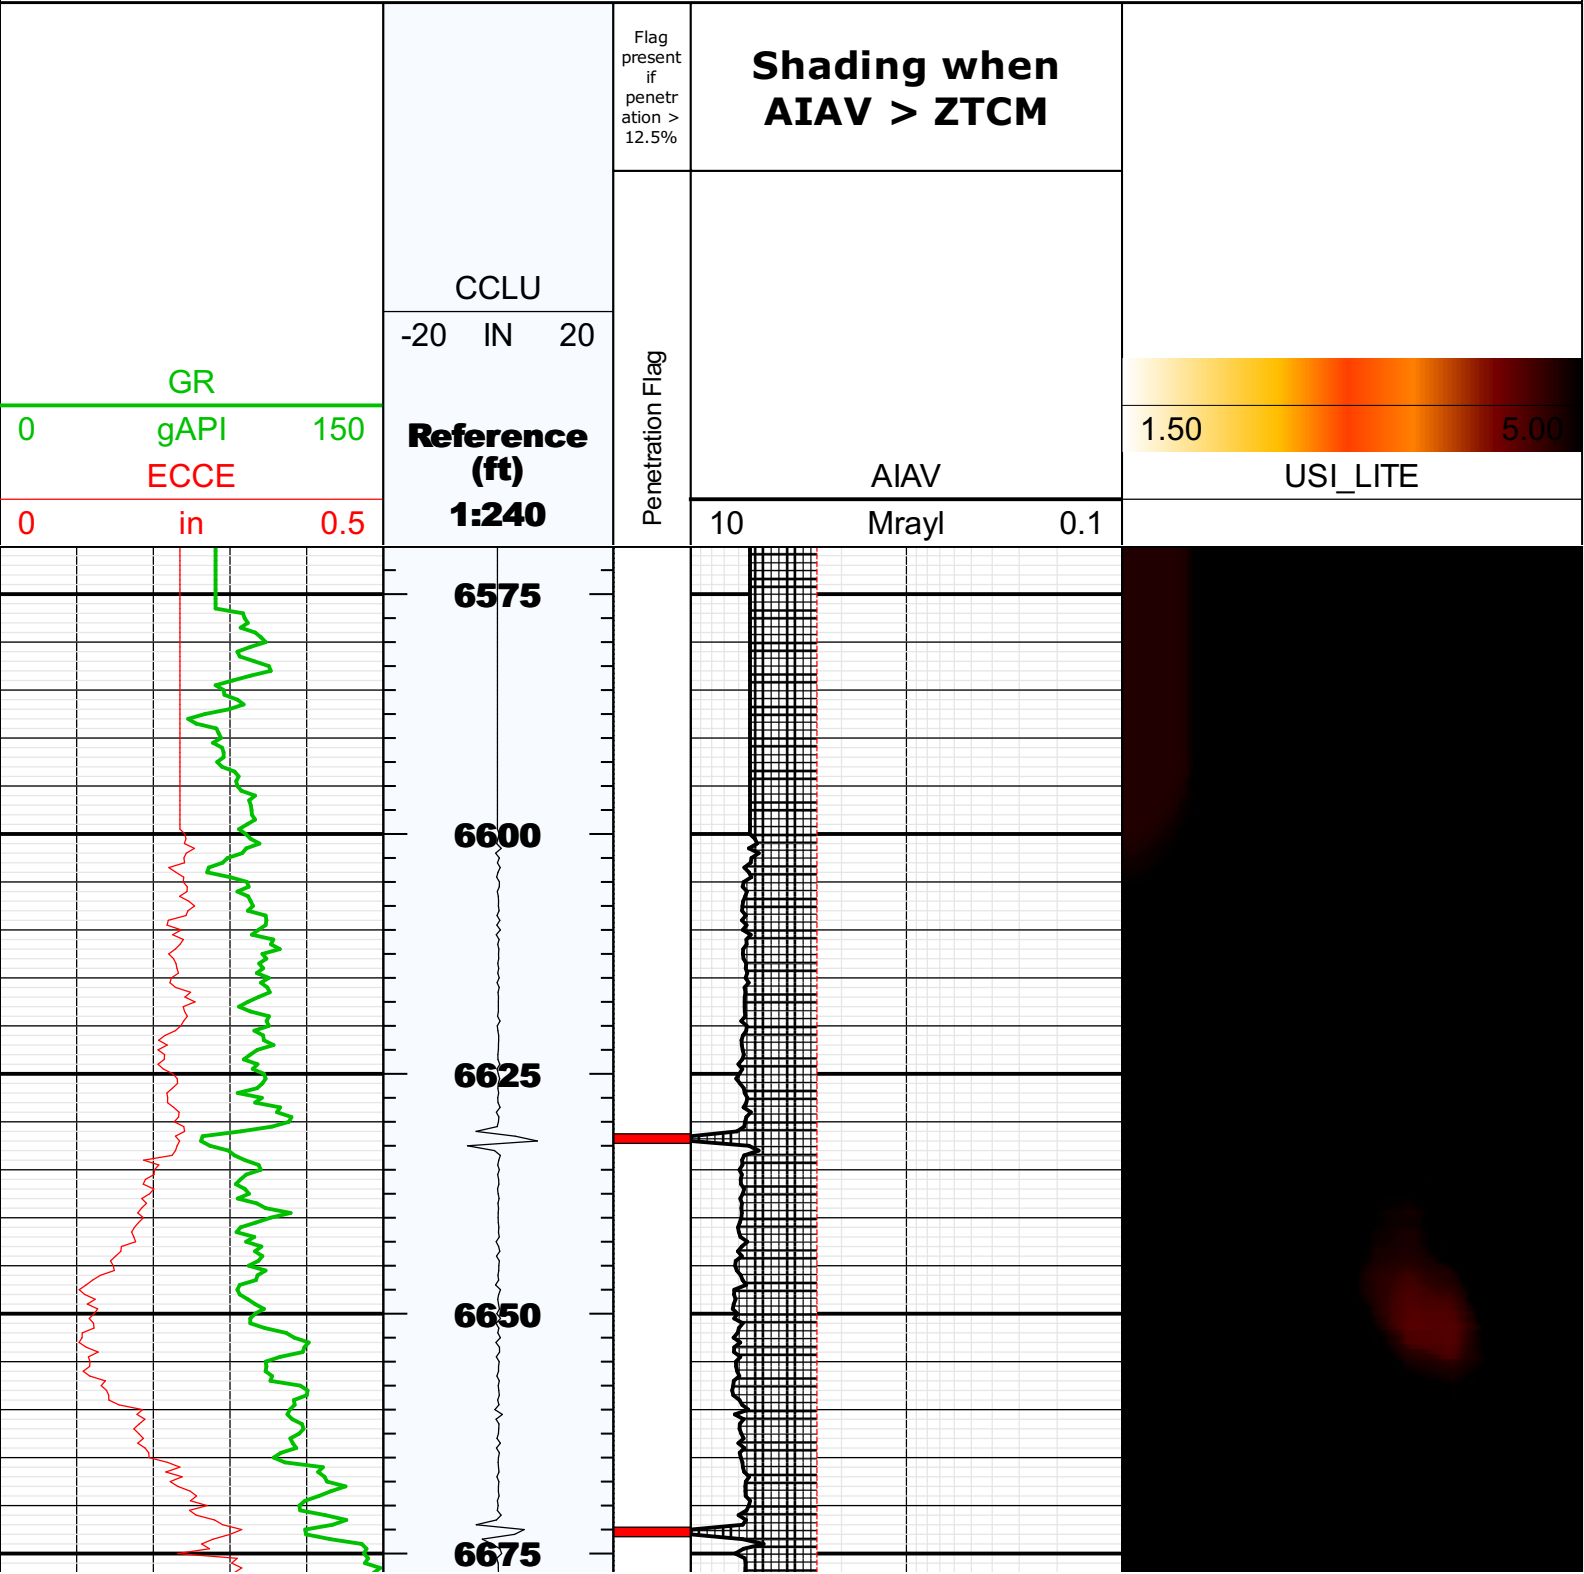 Flag
present
if
penetr
ation >
12.5%
Shading when
AIAV > ZTCM
CCLU
-20 IN 20
GR
0 gAPI 150
ECCE
0 in 0.5
Reference
(ft)
1:240
Penetration Flag
AIAV
10 Mrayl 0.1
1.50 5.00
USI_LITE
6575
6600
6625
6650
6675